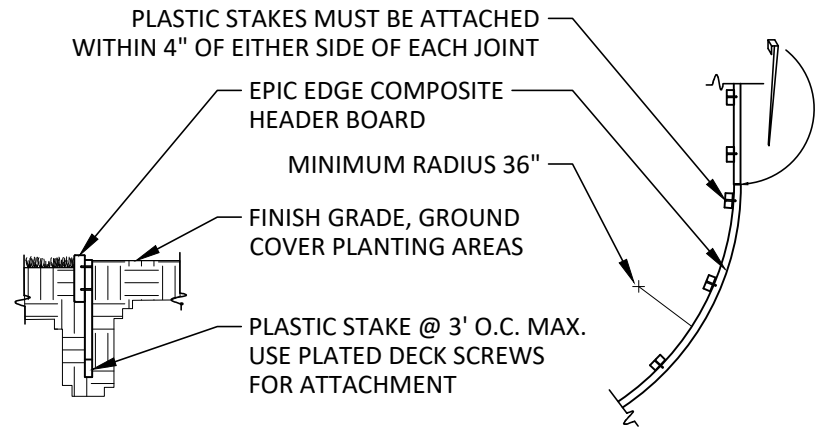 PLASTIC STAKES MUST BE ATTACHED
WITHIN 4" OF EITHER SIDE OF EACH JOINT
EPIC EDGE COMPOSITE
HEADER BOARD
MINIMUM RADIUS 36"
FINISH GRADE, GROUND
COVER PLANTING AREAS
PLASTIC STAKE @ 3' O.C. MAX.
USE PLATED DECK SCREWS
FOR ATTACHMENT